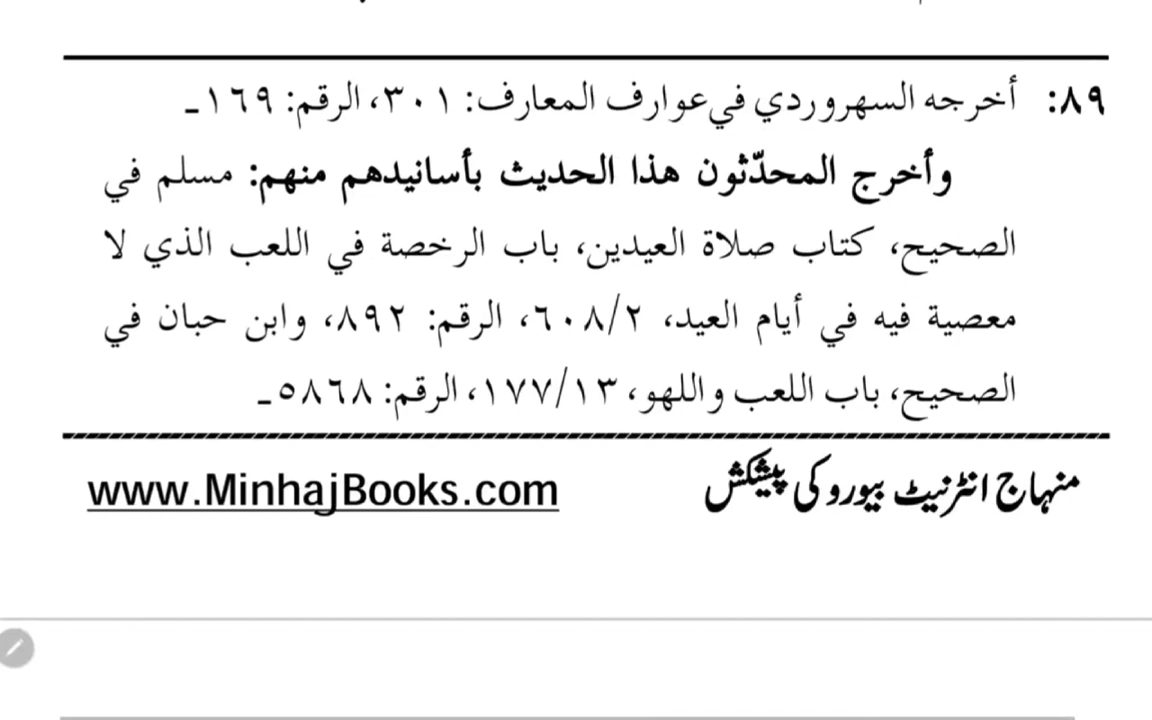 ٨٩: أخرجه السهروردي في عوارف المعارف: ٣٠١، الرقم: ١٦٩ـ
وأخرج المحدّثون هذا الحديث بأسانيدهم منهم: مسلم في
الصحيح، كتاب صلاة العيدين، باب الرخصة في اللعب الذي لا
معصية فيه في أيام العيد، ٢/٦٠٨، الرقم: ٨٩٢، وابن حبان في
الصحيح، باب اللعب واللهو، ١٣/١٧٧، الرقم: ٥٨٦٨ـ
منہاج انٹرنیٹ بیورو کی پیشکش www.MinhajBooks.com